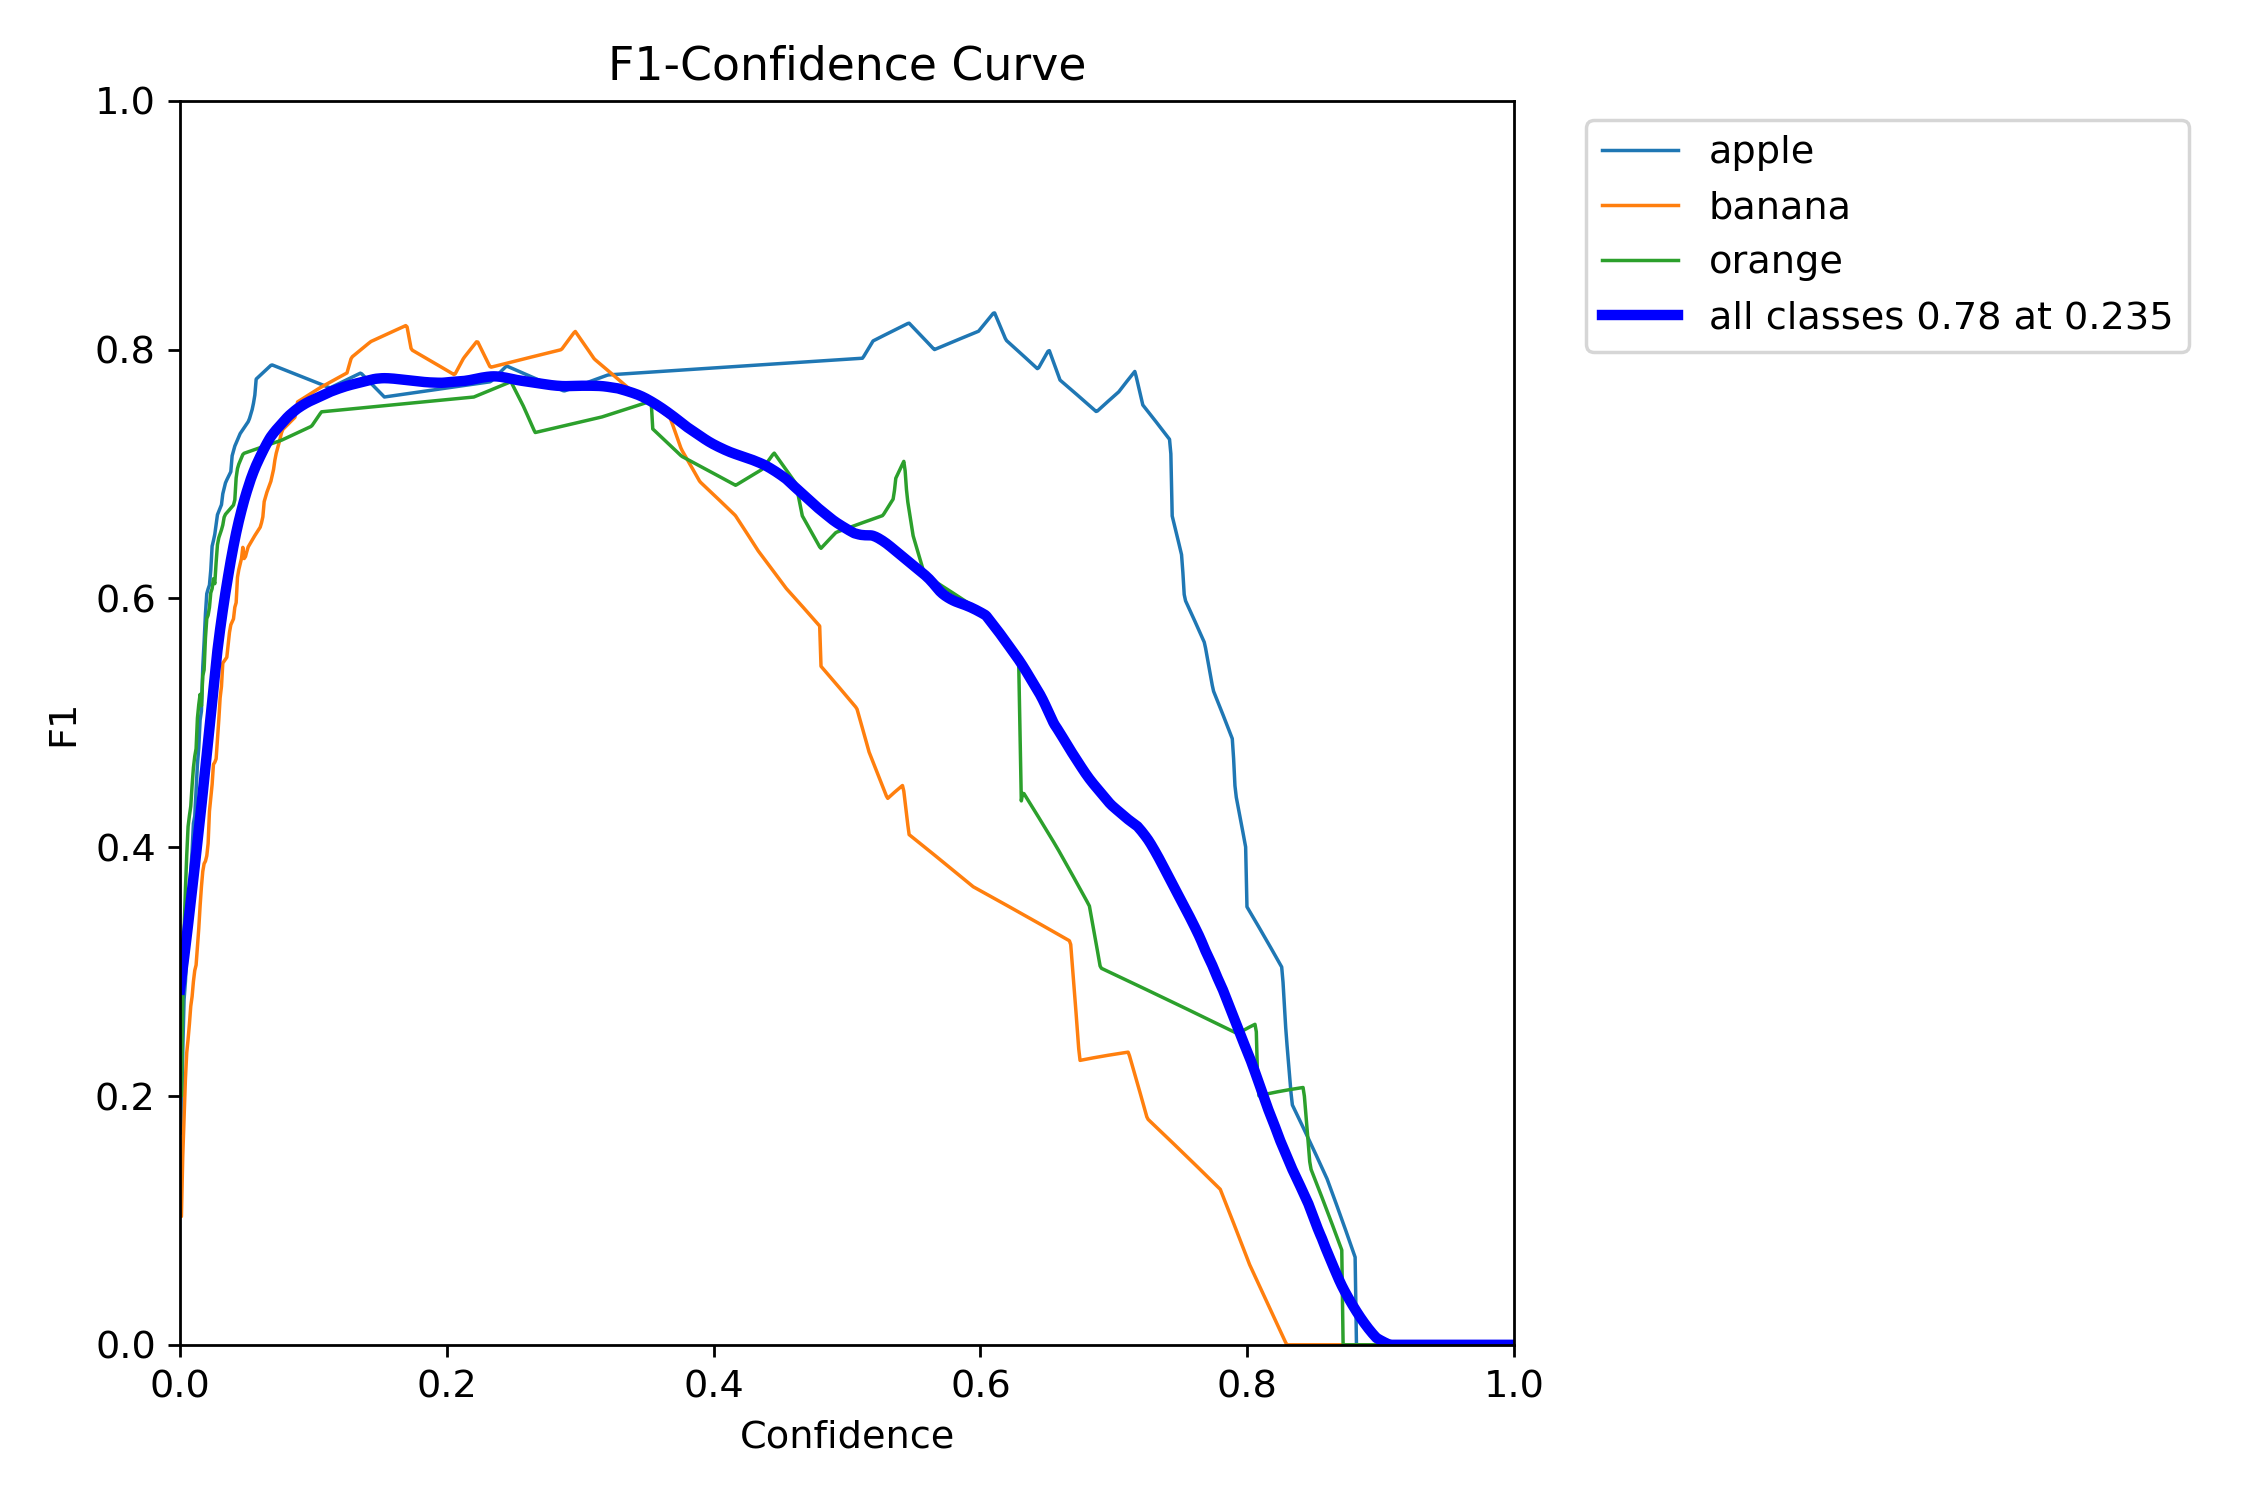 F1-Confidence Curve
1.0
0.8
0.6
0.4
0.2
0.0
F1
0.0 0.2 0.4 0.6 0.8 1.0
Confidence
apple
banana
orange
all classes 0.78 at 0.235